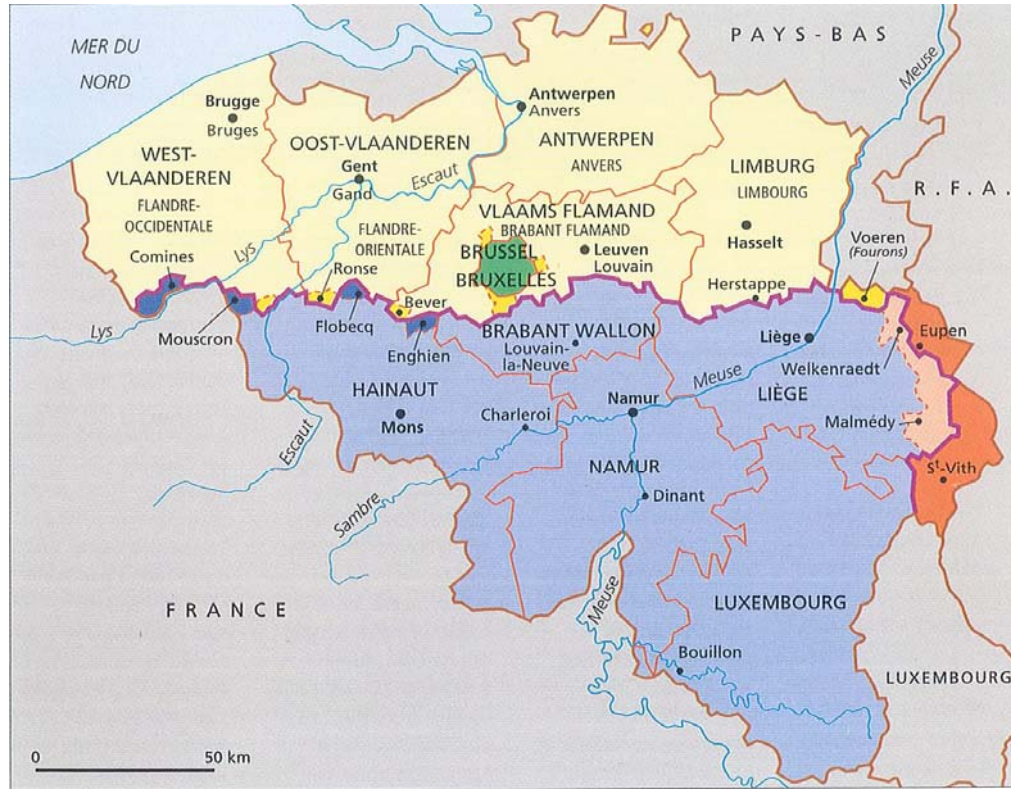 MER DU
NORD
PAYS-BAS
Meuse
Brugge
Bruges
Antwerpen
Anvers
OOST-VLAANDEREN
ANTWERPEN
ANVERS
WEST-
VLAANDEREN
Gent
Gand
Escaut
LIMBURG
LIMBOURG
R.F.A.
FLANDRE-
OCCIDENTALE
VLAAMS FLAMAND
BRABANT FLAMAND
FLANDRE-
ORIENTALE
Lys
Hasselt
Voeren
(Fourons)
BRUSSEL
BRUXELLES
Leuven
Louvain
Comines
Ronse
Herstappe
Bever
Lys
Mouscron
Flobecq
Enghien
BRABANT WALLON
Louvain-
la-Neuve
Liège
Eupen
Welkenraedt
Meuse
LIÈGE
HAINAUT
Mons
Charleroi
Namur
Malmédy
Escaut
Sambre
NAMUR
Dinant
St-Vith
Meuse
FRANCE
LUXEMBOURG
Bouillon
LUXEMBOURG
0
50 km